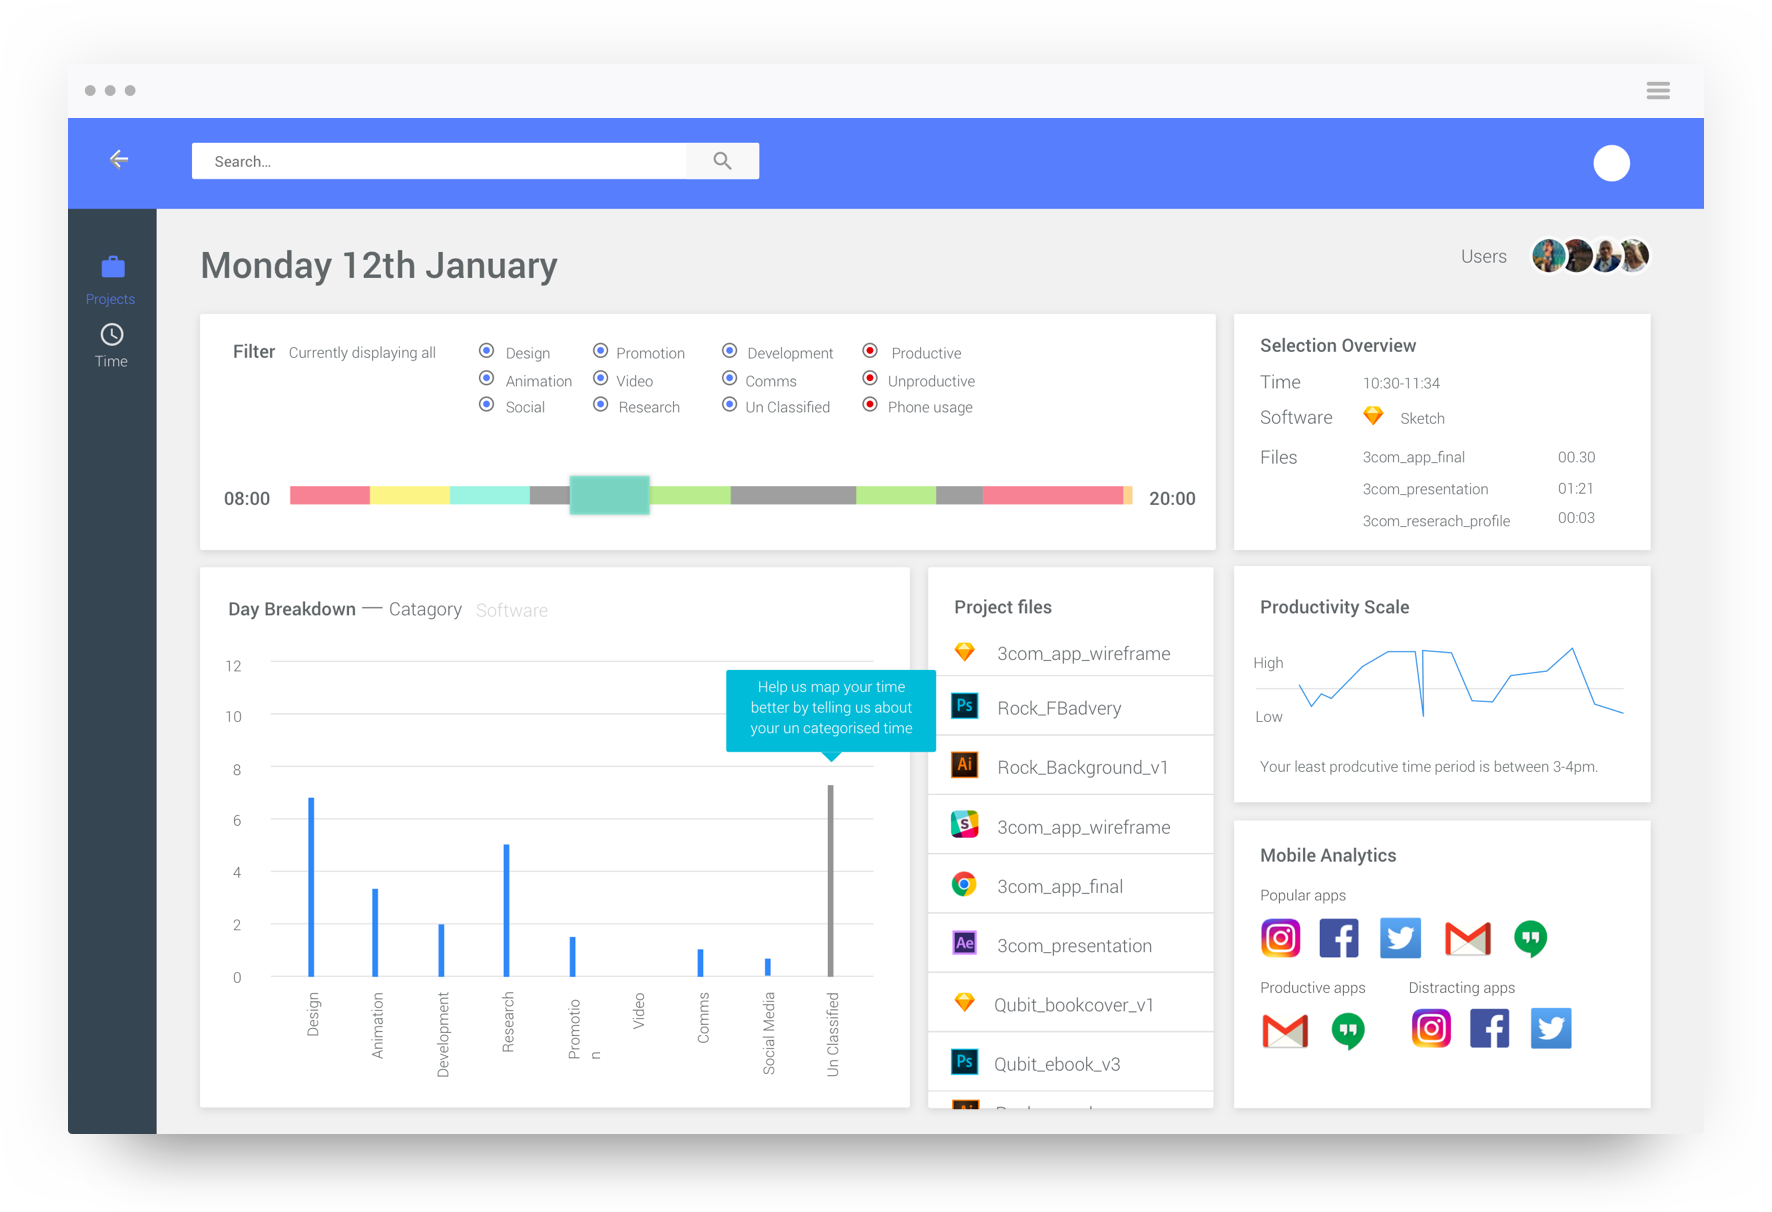 Search...
Projects
Time
Monday 12th January
Users
Filter Currently displaying all
Design Promotion Development Productive
Animation Video Comms Unproductive
Social Research Un Classified Phone usage
08:00
20:00
Selection Overview
Time 10:30-11:34
Software Sketch
Files 3com_app_final 00.30
3com_presentation 01:21
3com_reserach_profile 00:03
Day Breakdown — Catagory Software
12
10
8
6
4
2
0
Help us map your time
better by telling us about
your un categorised time
Design
Animation
Development
Research
Promotio
n
Video
Comms
Social Media
Un Classified
Project files
3com_app_wireframe
Ps Rock_FBadvery
Ai Rock_Background_v1
S 3com_app_wireframe
3com_app_final
Ae 3com_presentation
Qubit_bookcover_v1
Ps Qubit_ebook_v3
Productivity Scale
High
Low
Your least prodcutive time period is between 3-4pm.
Mobile Analytics
Popular apps
Productive apps Distracting apps